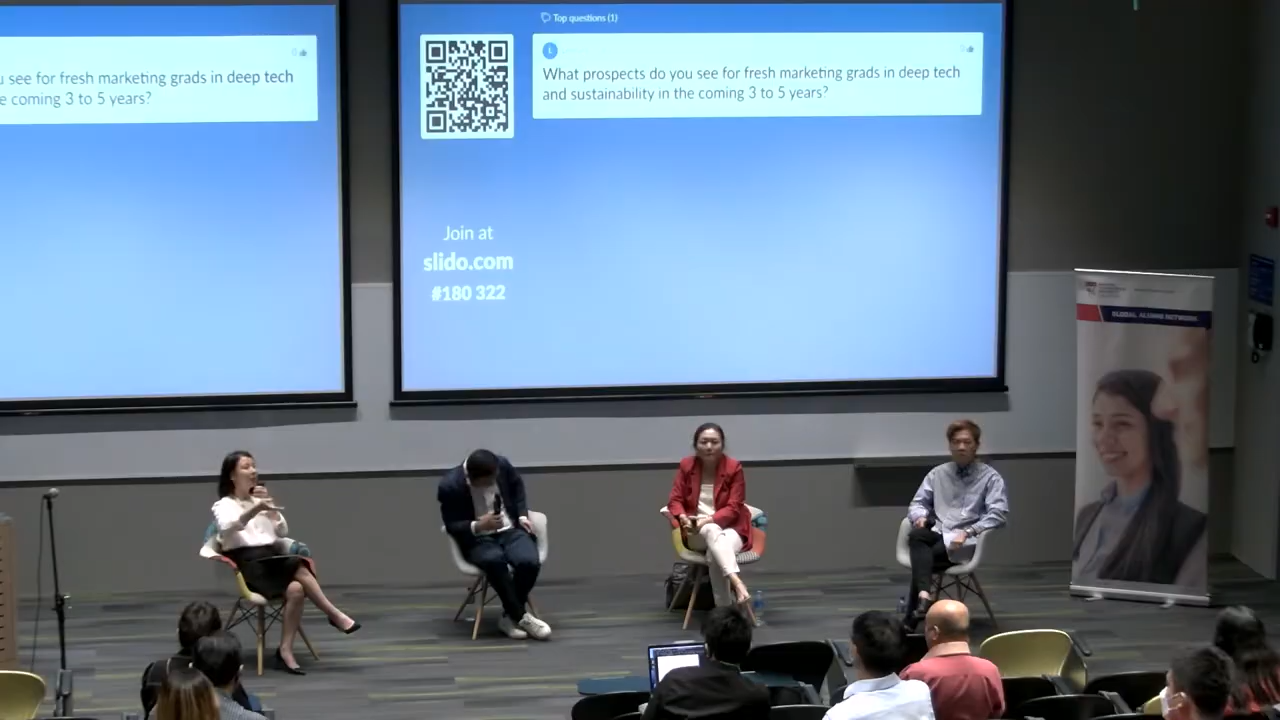 u see for fresh marketing grads in deep tech
e coming 3 to 5 years?
Top questions (1)
L
What prospects do you see for fresh marketing grads in deep tech
and sustainability in the coming 3 to 5 years?
Join at
slido.com
#180 322
GLOBAL ALUMNI NETWORK